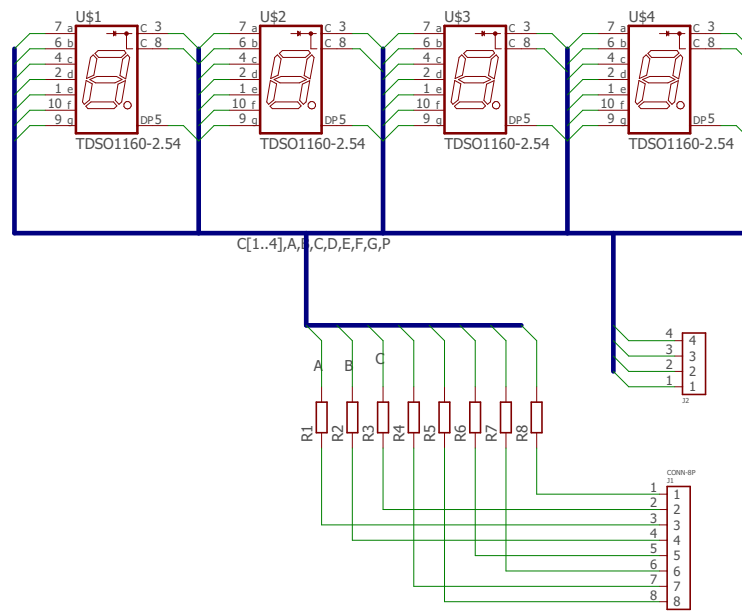 U$1 U$2 U$3 U$4
7 a C 3 7 a C 3 7 a C 3 7 a C 3
6 b C 8 6 b C 8 6 b C 8 6 b C 8
4 c 4 c 4 c 4 c
2 d 2 d 2 d 2 d
1 e 1 e 1 e 1 e
10 f 10 f 10 f 10 f
9 g DP 5 9 g DP 5 9 g DP 5 9 g DP 5
TDSO1160-2.54 TDSO1160-2.54 TDSO1160-2.54 TDSO1160-2.54
C[1..4],A,B,C,D,E,F,G,P
4 4
3 3
2 2
1 1
J2
A B C
R1 R2 R3 R4 R5 R6 R7 R8
CONN-8P
J1
1 1
2 2
3 3
4 4
5 5
6 6
7 7
8 8